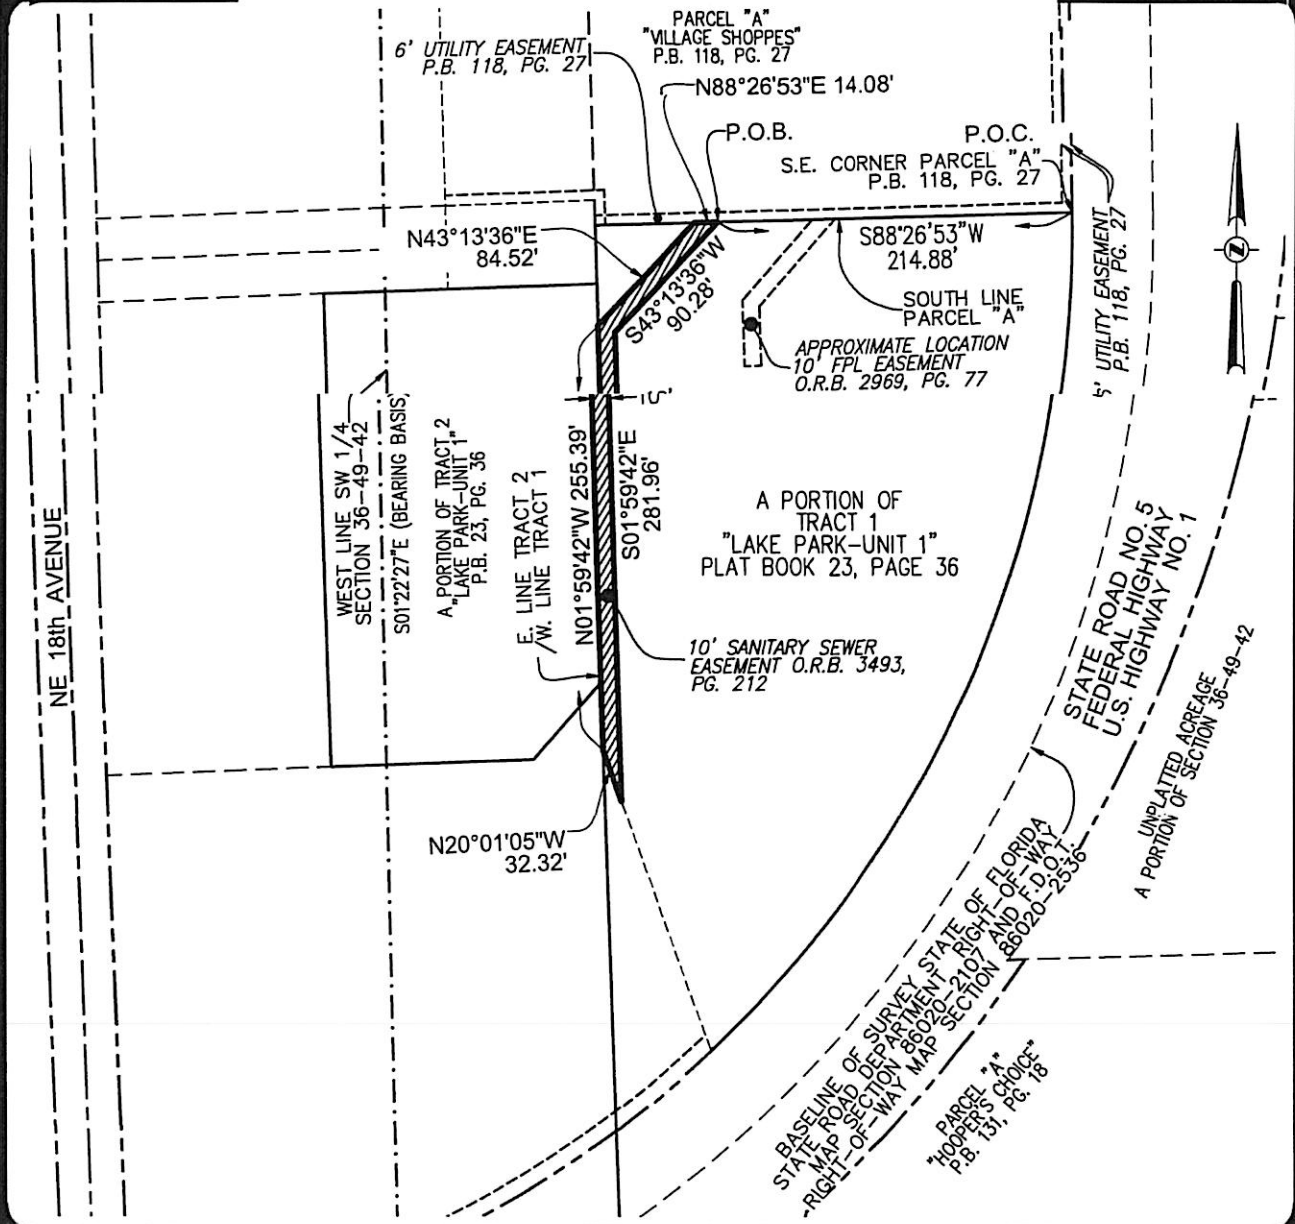 PARCEL "A"
"VILLAGE SHOPPES"
P.B. 118, PG. 27
6' UTILITY EASEMENT
P.B. 118, PG. 27
N88°26'53"E 14.08'
P.O.B.
P.O.C.
S.E. CORNER PARCEL "A"
P.B. 118, PG. 27
N43°13'36"E
84.52'
S43°13'36"W
90.28'
S88°26'53"W
214.88'
SOUTH LINE
PARCEL "A"
5' UTILITY EASEMENT
P.B. 118, PG. 27
Z
APPROXIMATE LOCATION
10' FPL EASEMENT
O.R.B. 2969, PG. 77
5'
NE 18th AVENUE
WEST LINE SW 1/4
SECTION 36-49-42
S01°22'27"E (BEARING BASIS)
A PORTION OF TRACT 2
"LAKE PARK-UNIT 1"
P.B. 23, PG. 36
E. LINE TRACT 2
/W. LINE TRACT 1
N01°59'42"W 255.39'
S01°59'42"E
281.96'
A PORTION OF
TRACT 1
"LAKE PARK-UNIT 1"
PLAT BOOK 23, PAGE 36
10' SANITARY SEWER
EASEMENT O.R.B. 3493,
PG. 212
STATE ROAD NO. 5
FEDERAL HIGHWAY
U.S. HIGHWAY NO. 1
UNPLATTED ACREAGE
A PORTION OF SECTION 36-49-42
N20°01'05"W
32.32'
BASELINE OF SURVEY STATE OF FLORIDA
STATE ROAD DEPARTMENT RIGHT-OF-WAY
MAP SECTION 86020-2107 AND F.D.O.T.
RIGHT-OF-WAY MAP SECTION 86020-2536
PARCEL "A"
"HOOPER'S CHOICE"
P.B. 131, PG. 18